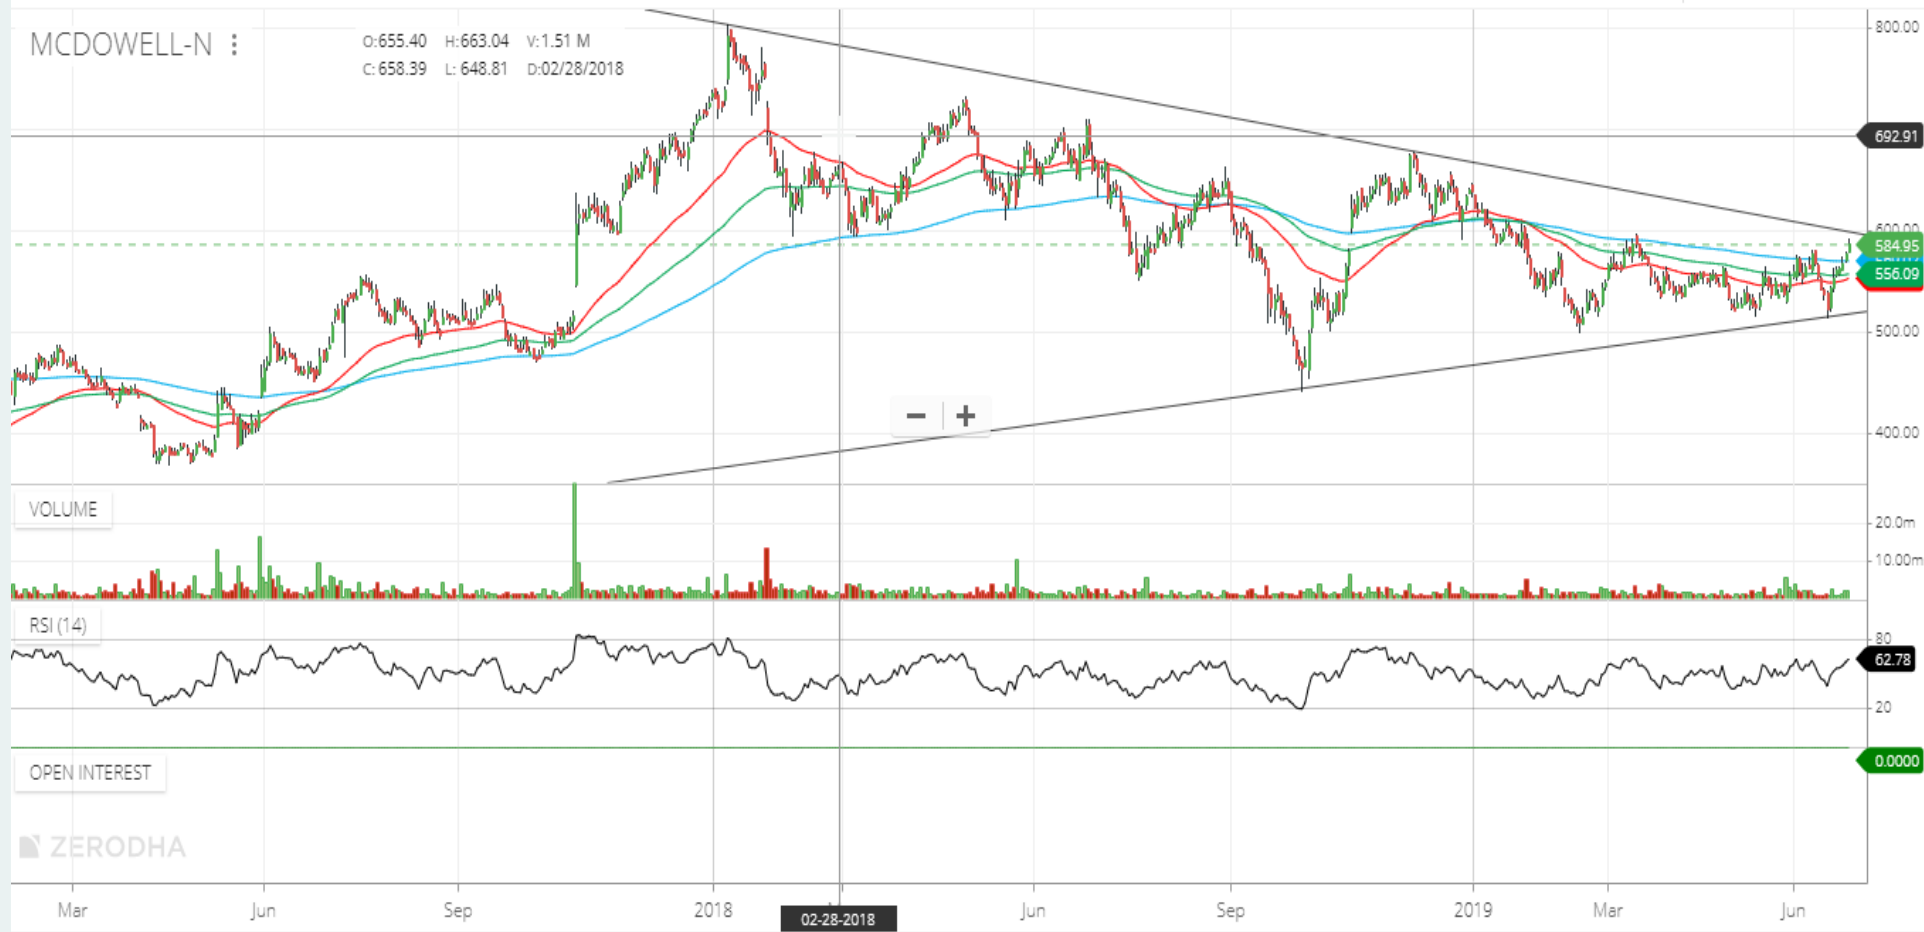 MCDOWELL-N
O:655.40 H:663.04 V:1.51 M
C:658.39 L:648.81 D:02/28/2018
800.00
692.91
600.00
584.95
556.09
500.00
400.00
VOLUME
20.0m
10.00m
RSI (14)
80
62.78
20
OPEN INTEREST
0.0000
ZERODHA
Mar Jun Sep 2018 Jun Sep 2019 Mar Jun
02-28-2018